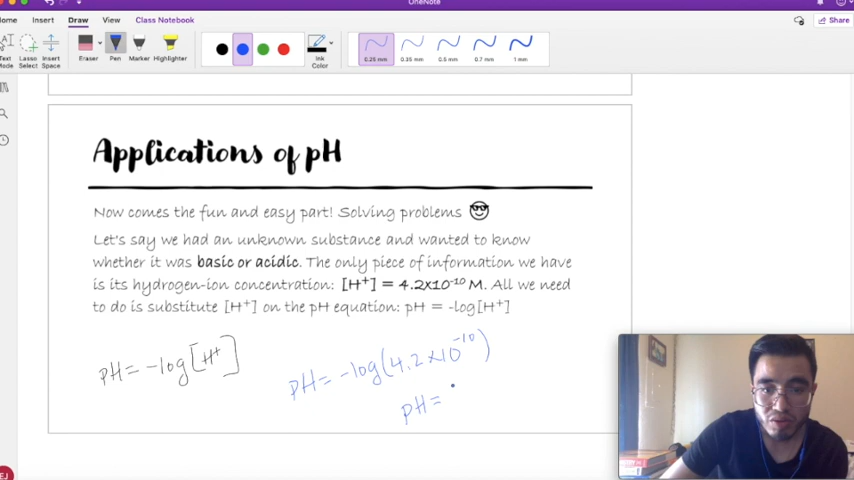 OneNote
Home Insert Draw View Class Notebook
Share
Text Mode
Lasso Select
Insert Space
Eraser
Pen
Marker
Highlighter
Ink Color
0.25 mm
0.35 mm
0.5 mm
0.7 mm
1 mm
Applications of pH
Now comes the fun and easy part! Solving problems
Let's say we had an unknown substance and wanted to know
whether it was basic or acidic. The only piece of information we have
is its hydrogen-ion concentration: [H⁺] = 4.2x10⁻¹⁰ M. All we need
to do is substitute [H⁺] on the pH equation: pH = -log[H⁺]
pH = -log[H⁺]
pH = -log(4.2×10⁻¹⁰)
pH =
EJ